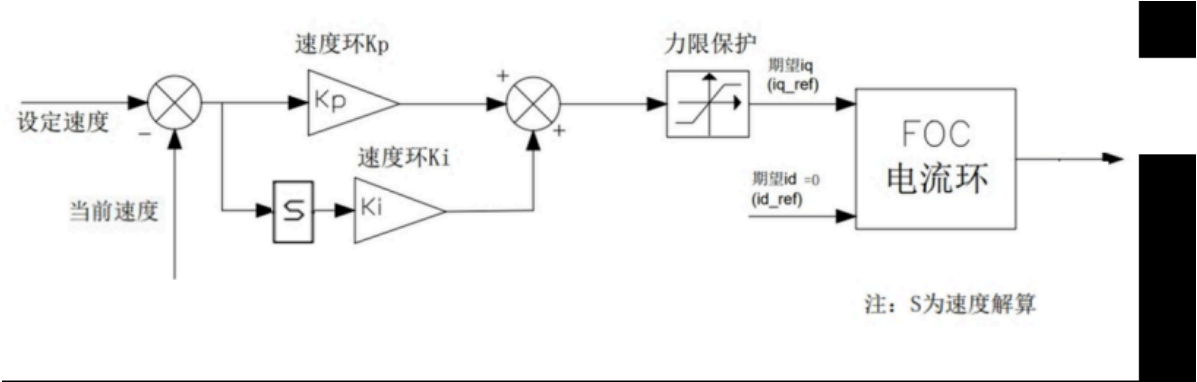 速度环Kp
力限保护
期望iq
(iq_ref)
Kp
+
设定速度
−
+
FOC
电流环
速度环Ki
期望id =0
(id_ref)
当前速度
S
Ki
注: S为速度解算